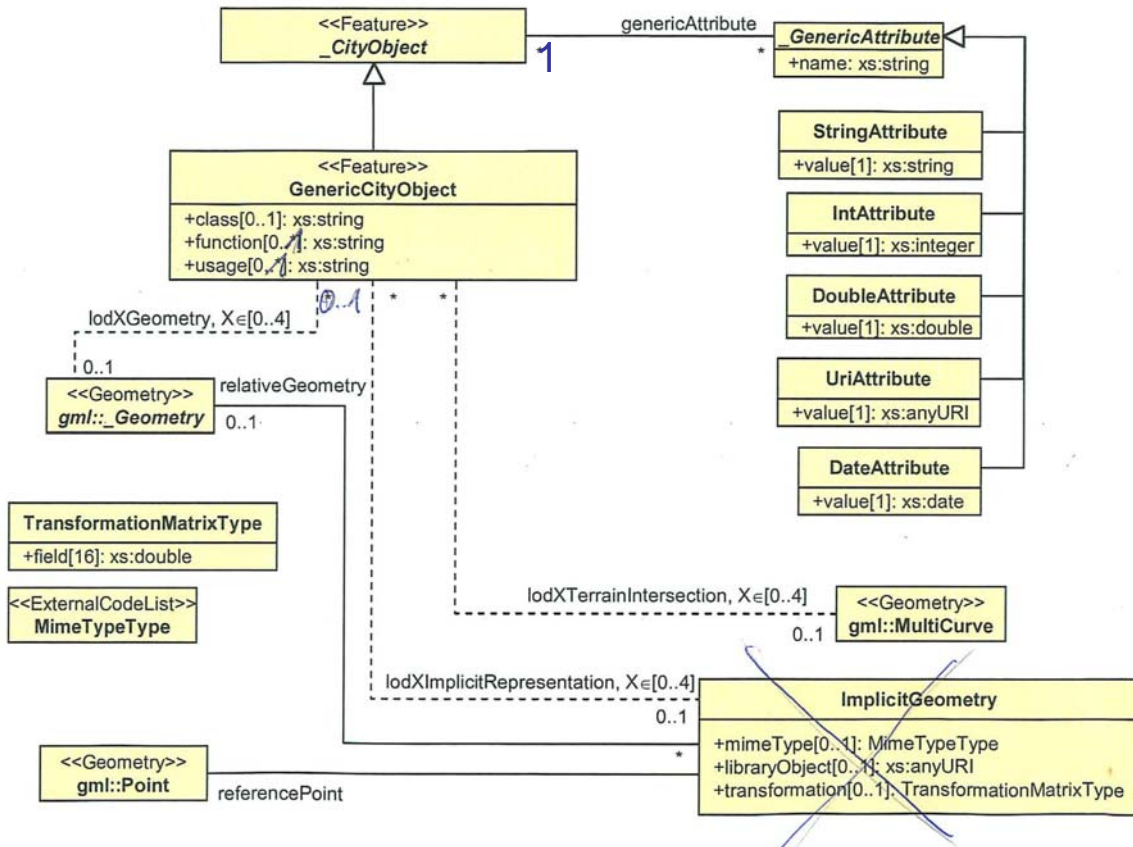 <<Feature>>
_CityObject
genericAttribute
1
*
_GenericAttribute
+name: xs:string
StringAttribute
+value[1]: xs:string
IntAttribute
+value[1]: xs:integer
DoubleAttribute
+value[1]: xs:double
UriAttribute
+value[1]: xs:anyURI
DateAttribute
+value[1]: xs:date
<<Feature>>
GenericCityObject
+class[0..1]: xs:string
+function[0..1]: xs:string
+usage[0..1]: xs:string
0..1
*
*
lodXGeometry, X∈[0..4]
0..1
<<Geometry>>
gml::_Geometry
relativeGeometry
0..1
TransformationMatrixType
+field[16]: xs:double
<<ExternalCodeList>>
MimeTypeType
lodXTerrainIntersection, X∈[0..4]
0..1
<<Geometry>>
gml::MultiCurve
lodXImplicitRepresentation, X∈[0..4]
0..1
*
ImplicitGeometry
+mimeType[0..1]: MimeTypeType
+libraryObject[0..1]: xs:anyURI
+transformation[0..1]: TransformationMatrixType
<<Geometry>>
gml::Point
referencePoint